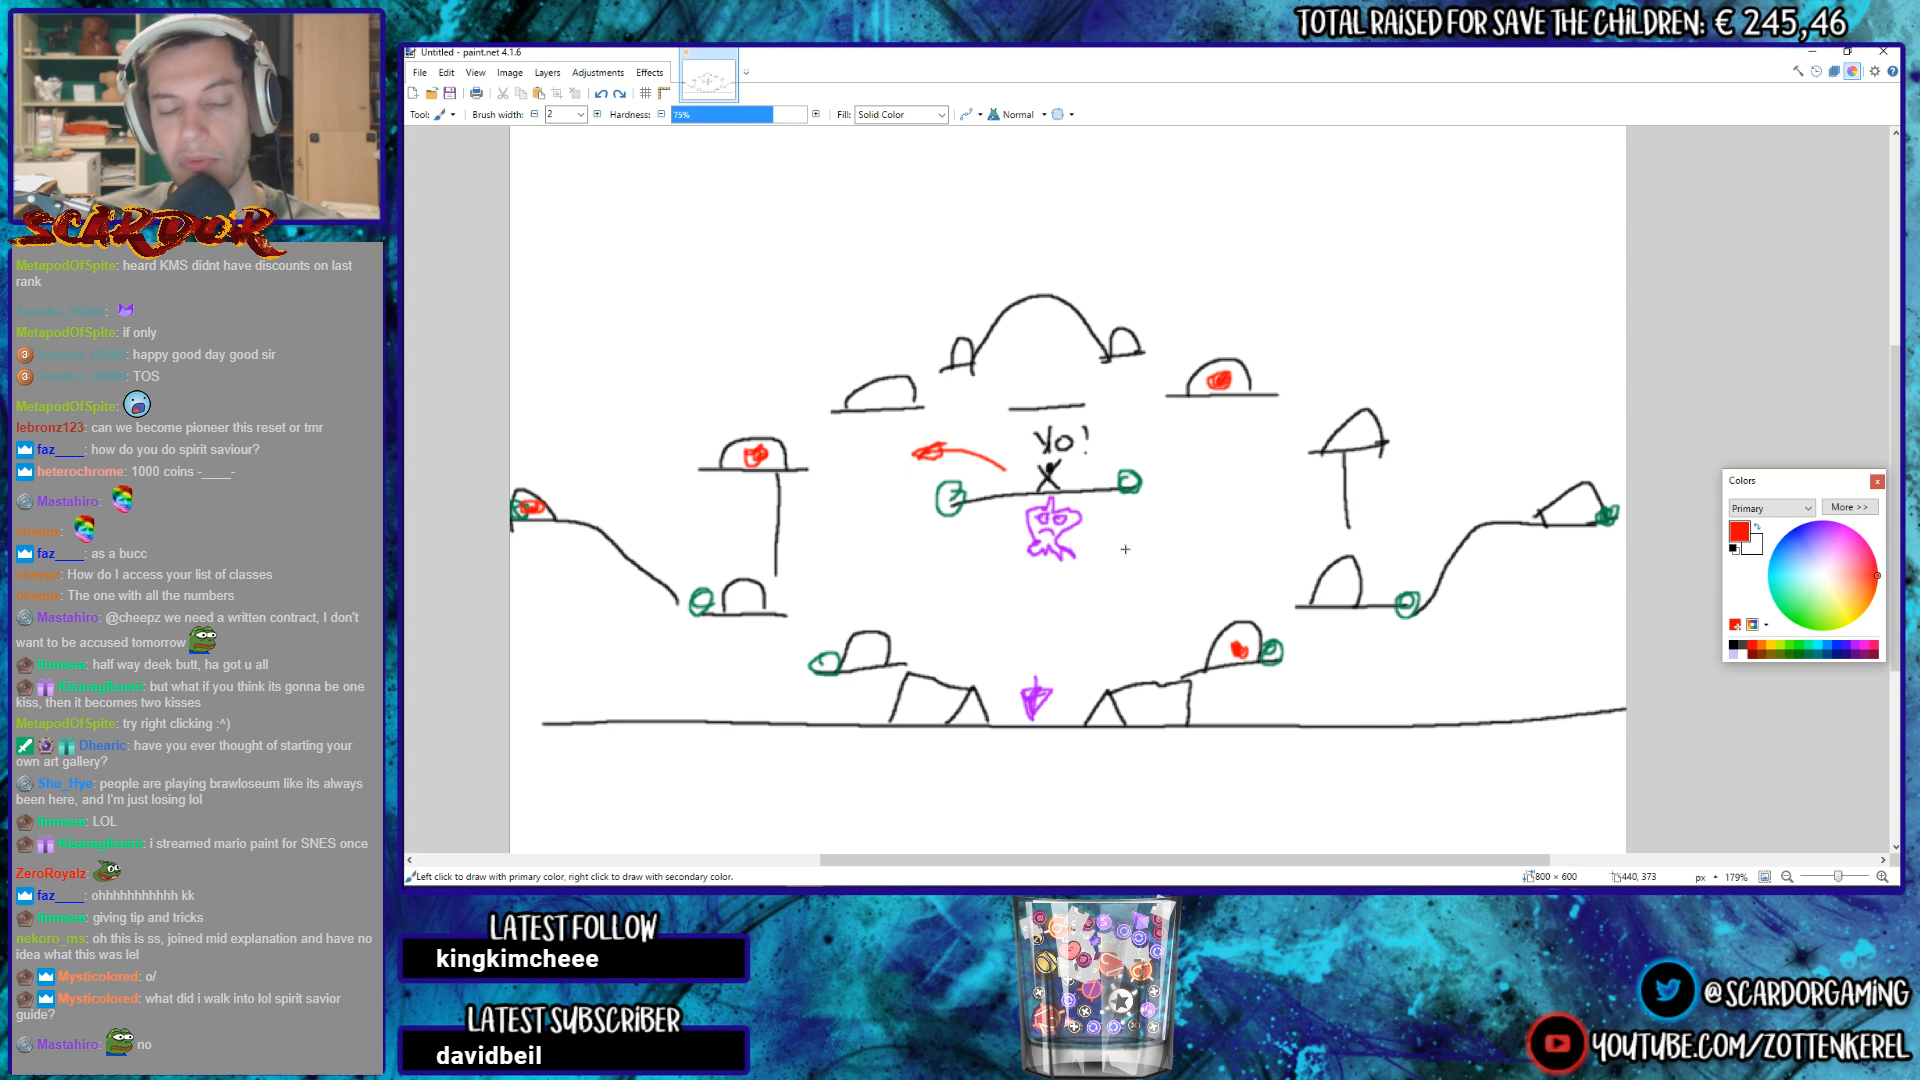 TOTAL RAISED FOR SAVE THE CHILDREN: € 245,46
Untitled - paint.net 4.1.6
File Edit View Image Layers Adjustments Effects
Tool: Brush width: 2 Hardness: 75% Fill: Solid Color Normal
SCARDOR
MetapodOfSpite: heard KMS didnt have discounts on last
rank
MetapodOfSpite: if only
3 : happy good day good sir
3 : TOS
MetapodOfSpite:
lebronz123: can we become pioneer this reset or tmr
faz____: how do you do spirit saviour?
heterochrome: 1000 coins -____-
Mastahiro:
cheepz:
faz____: as a bucc
cheepz: How do I access your list of classes
cheepz: The one with all the numbers
Mastahiro: @cheepz we need a written contract, I don't
want to be accused tomorrow
linmsea: half way deek butt, ha got u all
: but what if you think its gonna be one
kiss, then it becomes two kisses
MetapodOfSpite: try right clicking :^)
Dhearic: have you ever thought of starting your
own art gallery?
Shu_Hye: people are playing brawloseum like its always
been here, and I'm just losing lol
linmsea: LOL
: i streamed mario paint for SNES once
ZeroRoyalz:
faz____: ohhhhhhhhhhh kk
linmsea: giving tip and tricks
nekoro_ms: oh this is ss, joined mid explanation and have no
idea what this was lel
Mysticolored: o/
Mysticolored: what did i walk into lol spirit savior
guide?
Mastahiro: no
Yo!
X
Colors
Primary More >>
Left click to draw with primary color, right click to draw with secondary color.
800 × 600 440, 373 px 179%
LATEST FOLLOW
kingkimcheee
LATEST SUBSCRIBER
davidbeil
@SCARDORGAMING
YOUTUBE.COM/ZOTTENKEREL